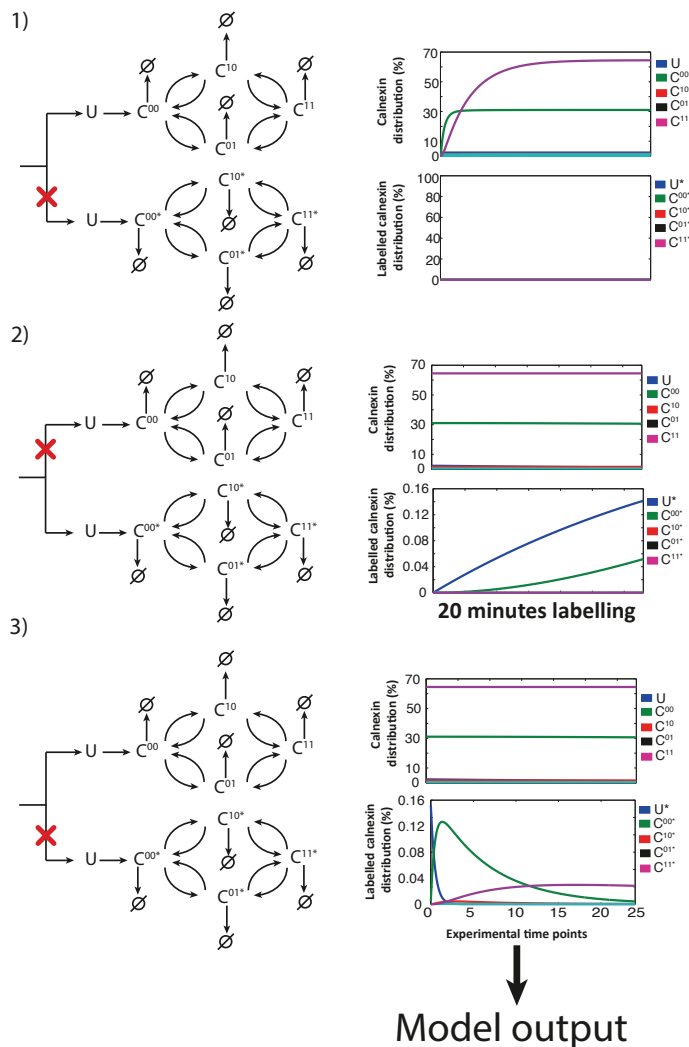 1)
∅
C¹⁰
∅
∅
∅
U
C⁰⁰
C¹¹
C⁰¹
C¹⁰*
U
C⁰⁰*
∅
C¹¹*
∅
C⁰¹*
∅
∅
Calnexin
distribution (%)
70
60
30
0
U
C⁰⁰
C¹⁰
C⁰¹
C¹¹
Labelled calnexin
distribution (%)
100
80
60
40
20
0
U*
C⁰⁰*
C¹⁰*
C⁰¹*
C¹¹*
2)
∅
C¹⁰
∅
∅
∅
U
C⁰⁰
C¹¹
C⁰¹
C¹⁰*
U
C⁰⁰*
∅
C¹¹*
∅
C⁰¹*
∅
∅
Calnexin
distribution (%)
70
60
30
0
U
C⁰⁰
C¹⁰
C⁰¹
C¹¹
Labelled calnexin
distribution (%)
0.16
0.12
0.08
0.04
0
U*
C⁰⁰*
C¹⁰*
C⁰¹*
C¹¹*
20 minutes labelling
3)
∅
C¹⁰
∅
∅
∅
U
C⁰⁰
C¹¹
C⁰¹
C¹⁰*
U
C⁰⁰*
∅
C¹¹*
∅
C⁰¹*
∅
∅
Calnexin
distribution (%)
70
60
30
0
U
C⁰⁰
C¹⁰
C⁰¹
C¹¹
Labelled calnexin
distribution (%)
0.16
0.12
0.08
0.04
0
0 5 10 15 20 25
U*
C⁰⁰*
C¹⁰*
C⁰¹*
C¹¹*
Experimental time points
Model output